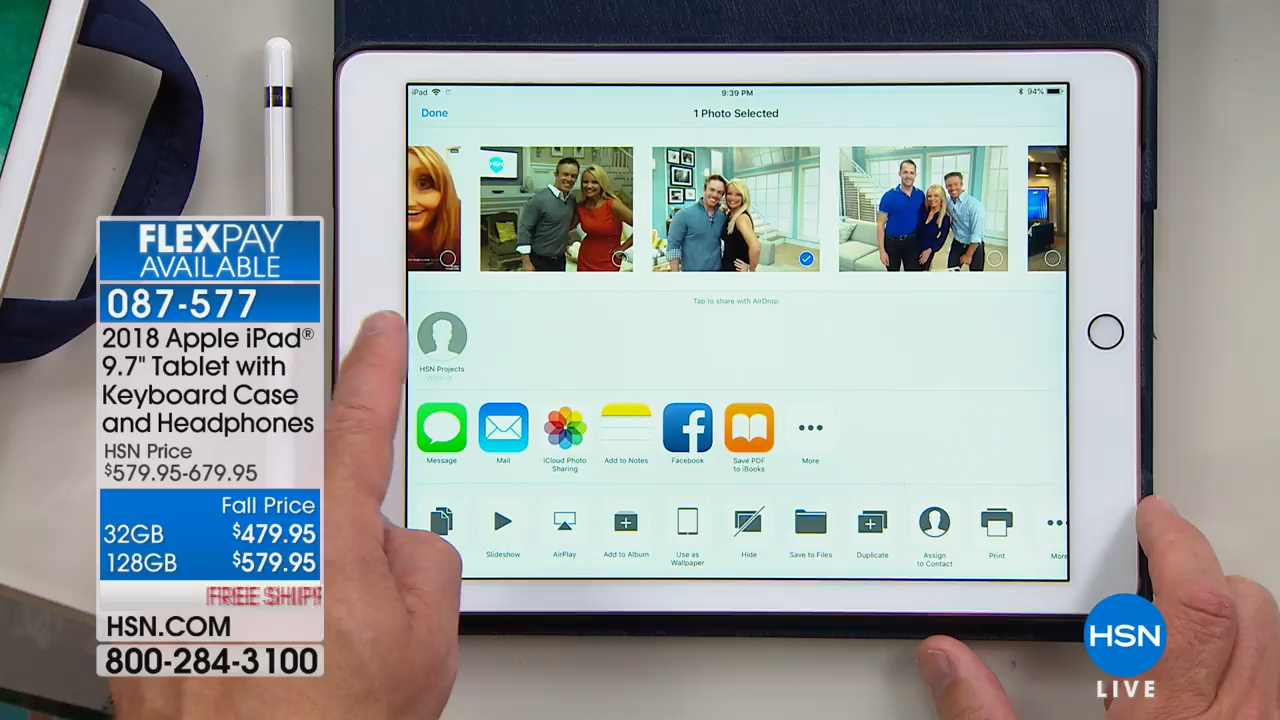 FLEXPAY
AVAILABLE
087-577
2018 Apple iPad®
9.7" Tablet with
Keyboard Case
and Headphones
HSN Price
$579.95-679.95
Fall Price
32GB $479.95
128GB $579.95
FREE SHIPP
HSN.COM
800-284-3100
iPad
9:39 PM
94%
Done
1 Photo Selected
HSN
Tap to share with AirDrop
HSN Projects
Waiting
Message
Mail
iCloud Photo
Sharing
Add to Notes
Facebook
Save PDF
to iBooks
More
Slideshow
AirPlay
Add to Album
Use as
Wallpaper
Hide
Save to Files
Duplicate
Assign
to Contact
Print
More
HSN
LIVE